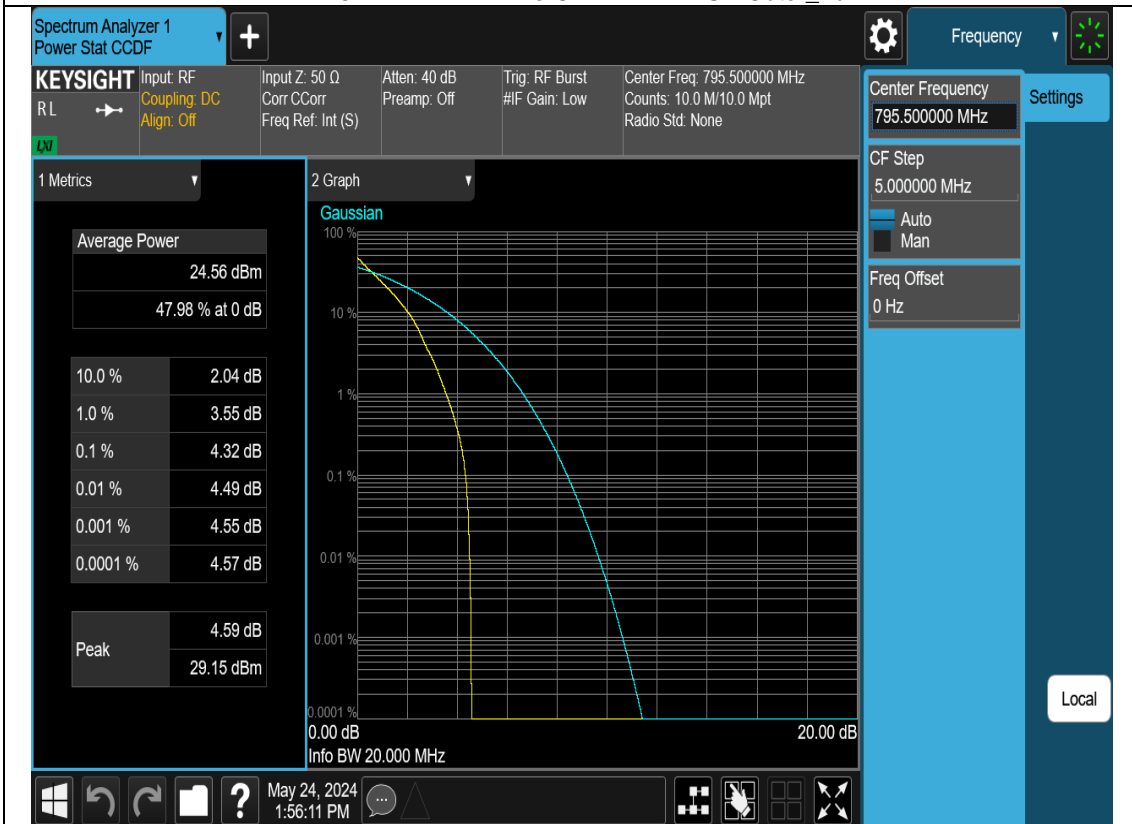 Spectrum Analyzer 1
Power Stat CCDF
Frequency
KEYSIGHT
R L
LXI
Input: RF
Coupling: DC
Align: Off
Input Z: 50 Ω
Corr CCorr
Freq Ref: Int (S)
Atten: 40 dB
Preamp: Off
Trig: RF Burst
#IF Gain: Low
Center Freq: 795.500000 MHz
Counts: 10.0 M/10.0 Mpt
Radio Std: None
Center Frequency
795.500000 MHz
Settings
CF Step
5.000000 MHz
Auto
Man
Freq Offset
0 Hz
Local
1 Metrics
Average Power
24.56 dBm
47.98 % at 0 dB
10.0 % 2.04 dB
1.0 % 3.55 dB
0.1 % 4.32 dB
0.01 % 4.49 dB
0.001 % 4.55 dB
0.0001 % 4.57 dB
Peak
4.59 dB
29.15 dBm
2 Graph
Gaussian
100 %
10 %
1 %
0.1 %
0.01 %
0.001 %
0.0001 %
0.00 dB 20.00 dB
Info BW 20.000 MHz
?
May 24, 2024
1:56:11 PM